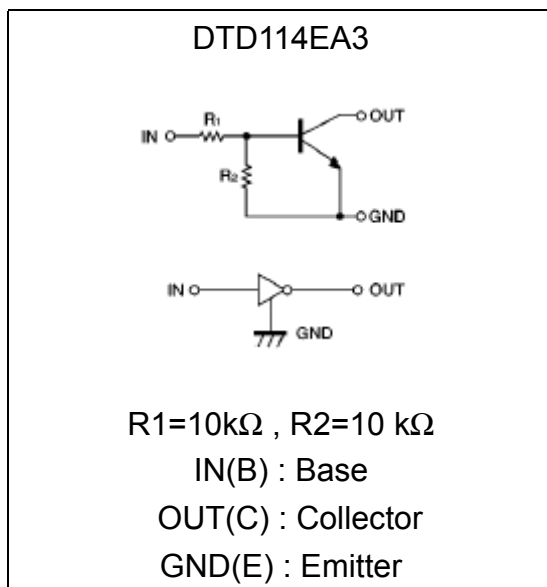 DTD114EA3
R1
IN
OUT
R2
GND
IN
OUT
GND
R1=10kΩ , R2=10 kΩ
IN(B) : Base
OUT(C) : Collector
GND(E) : Emitter